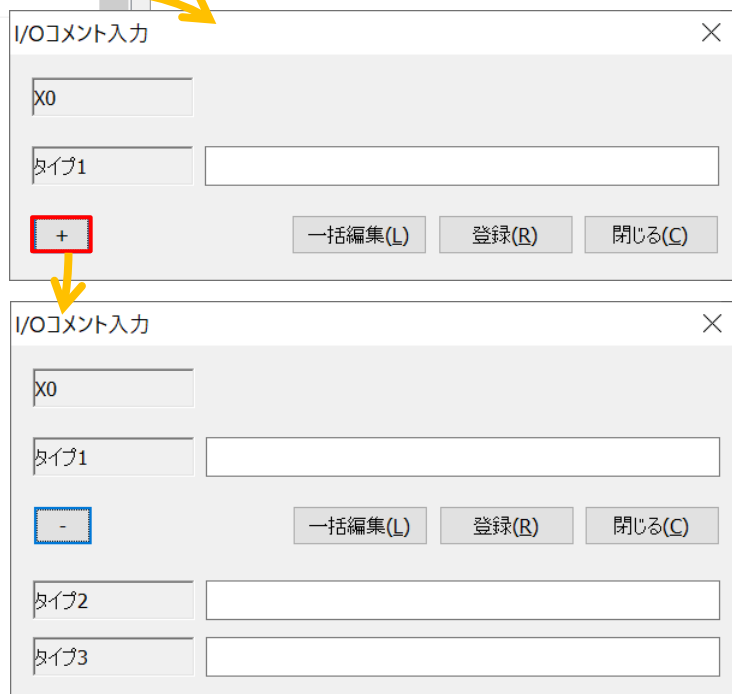 I/Oコメント入力
X0
タイプ1
+ 一括編集(L) 登録(R) 閉じる(C)
I/Oコメント入力
X0
タイプ1
- 一括編集(L) 登録(R) 閉じる(C)
タイプ2
タイプ3